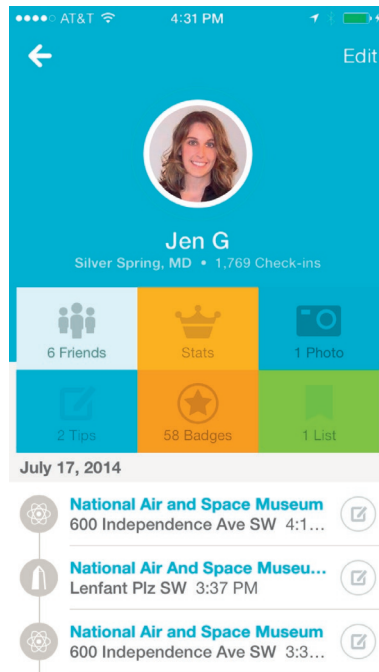 AT&T 4:31 PM
Edit
Jen G
Silver Spring, MD • 1,769 Check-ins
6 Friends Stats 1 Photo
2 Tips 58 Badges 1 List
July 17, 2014
National Air and Space Museum
600 Independence Ave SW 4:1...
National Air And Space Museu...
Lenfant Plz SW 3:37 PM
National Air and Space Museum
600 Independence Ave SW 3:3...